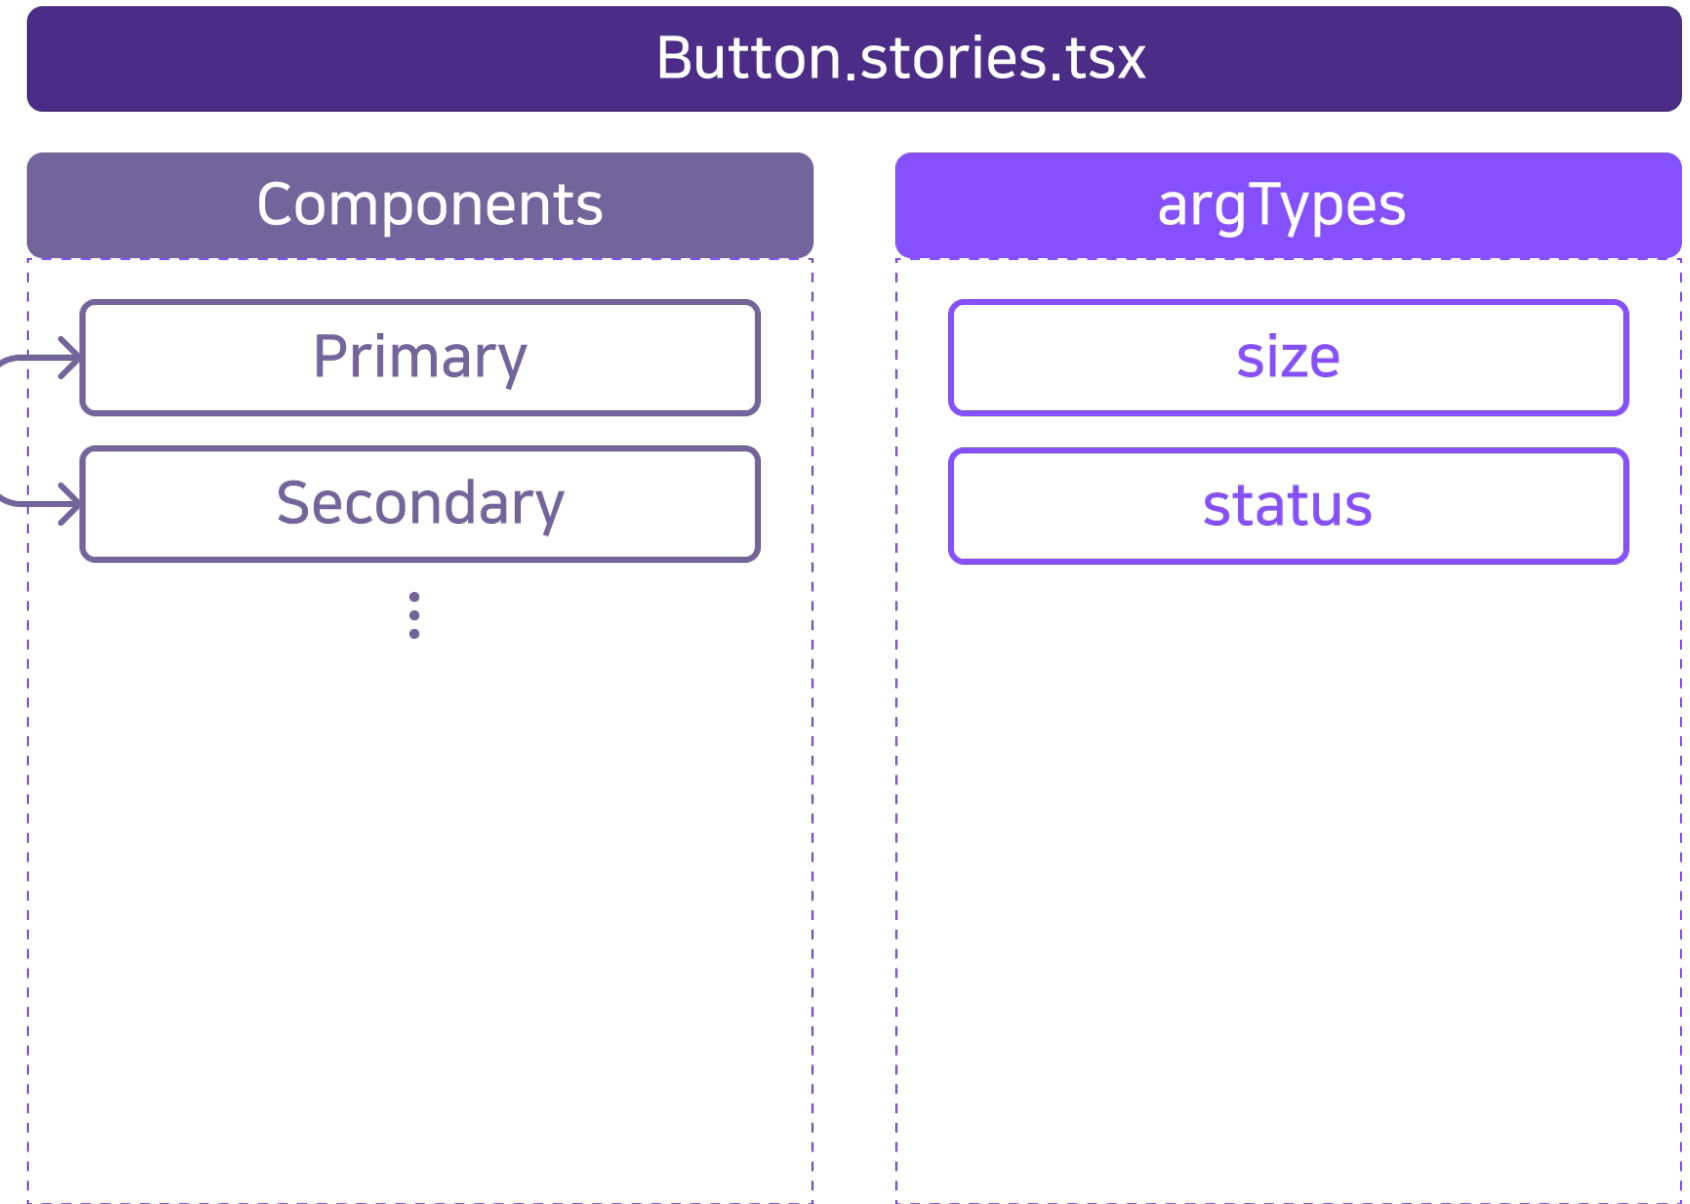 Button.stories.tsx
Components
argTypes
Primary
size
Secondary
status